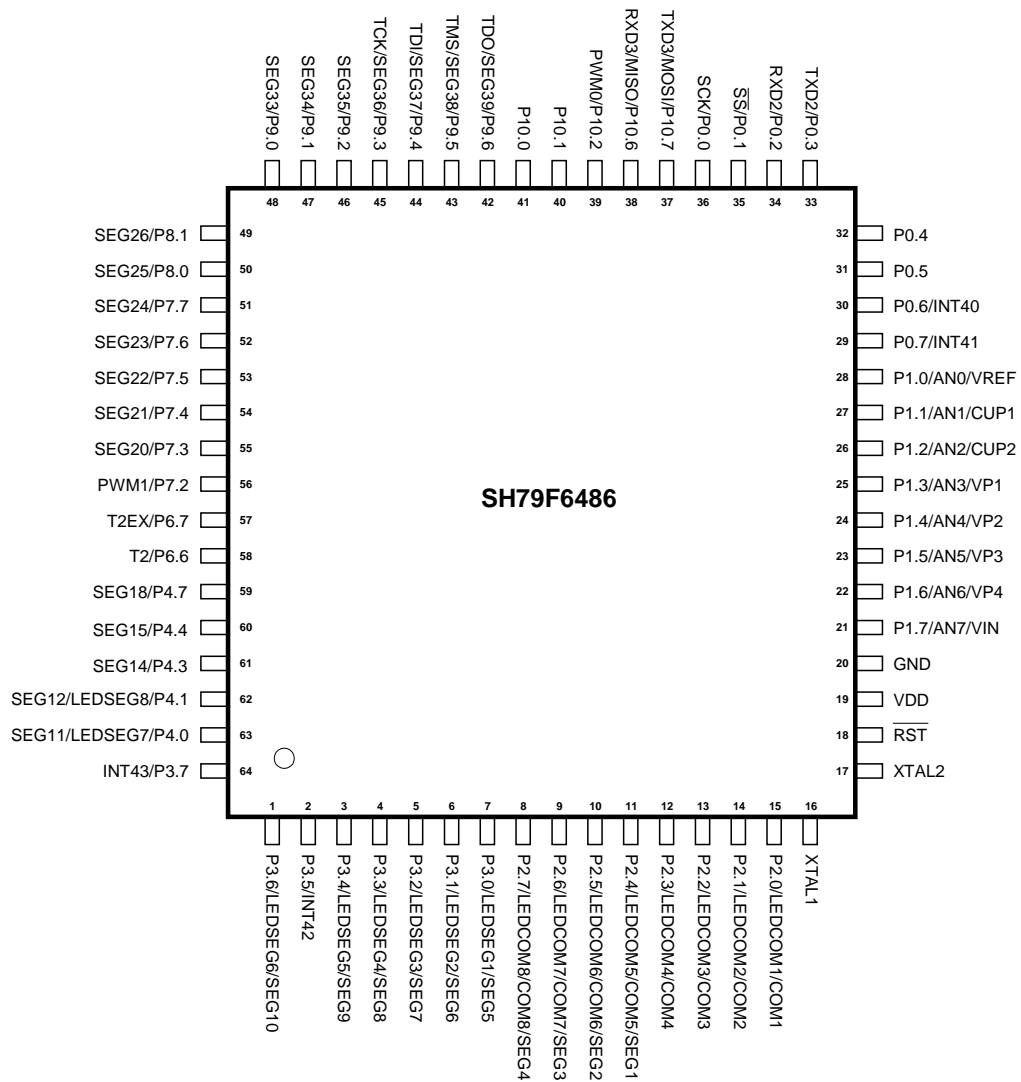 SEG33/P9.0
SEG34/P9.1
SEG35/P9.2
TCK/SEG36/P9.3
TDI/SEG37/P9.4
TMS/SEG38/P9.5
TDO/SEG39/P9.6
P10.0
P10.1
PWM0/P10.2
RXD3/MISO/P10.6
TXD3/MOSI/P10.7
SCK/P0.0
SS/P0.1
RXD2/P0.2
TXD2/P0.3
48 47 46 45 44 43 42 41 40 39 38 37 36 35 34 33
SEG26/P8.1 49
SEG25/P8.0 50
SEG24/P7.7 51
SEG23/P7.6 52
SEG22/P7.5 53
SEG21/P7.4 54
SEG20/P7.3 55
PWM1/P7.2 56
T2EX/P6.7 57
T2/P6.6 58
SEG18/P4.7 59
SEG15/P4.4 60
SEG14/P4.3 61
SEG12/LEDSEG8/P4.1 62
SEG11/LEDSEG7/P4.0 63
INT43/P3.7 64
SH79F6486
32 P0.4
31 P0.5
30 P0.6/INT40
29 P0.7/INT41
28 P1.0/AN0/VREF
27 P1.1/AN1/CUP1
26 P1.2/AN2/CUP2
25 P1.3/AN3/VP1
24 P1.4/AN4/VP2
23 P1.5/AN5/VP3
22 P1.6/AN6/VP4
21 P1.7/AN7/VIN
20 GND
19 VDD
18 RST
17 XTAL2
1 2 3 4 5 6 7 8 9 10 11 12 13 14 15 16
P3.6/LEDSEG6/SEG10
P3.5/INT42
P3.4/LEDSEG5/SEG9
P3.3/LEDSEG4/SEG8
P3.2/LEDSEG3/SEG7
P3.1/LEDSEG2/SEG6
P3.0/LEDSEG1/SEG5
P2.7/LEDCOM8/COM8/SEG4
P2.6/LEDCOM7/COM7/SEG3
P2.5/LEDCOM6/COM6/SEG2
P2.4/LEDCOM5/COM5/SEG1
P2.3/LEDCOM4/COM4
P2.2/LEDCOM3/COM3
P2.1/LEDCOM2/COM2
P2.0/LEDCOM1/COM1
XTAL1